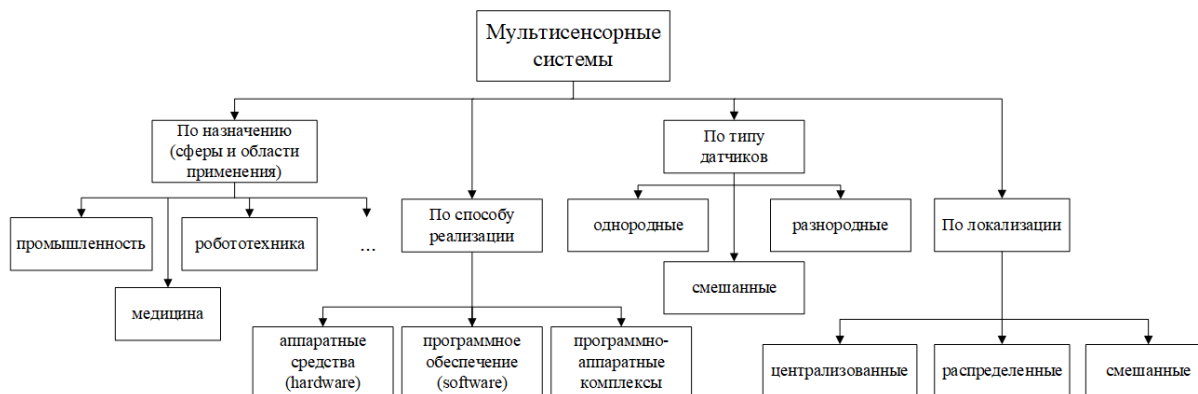 Мультисенсорные
системы
По назначению
(сферы и области
применения)
промышленность
медицина
робототехника
...
По способу
реализации
аппаратные
средства
(hardware)
программное
обеспечение
(software)
программно-
аппаратные
комплексы
По типу
датчиков
однородные
смешанные
разнородные
По локализации
централизованные
распределенные
смешанные